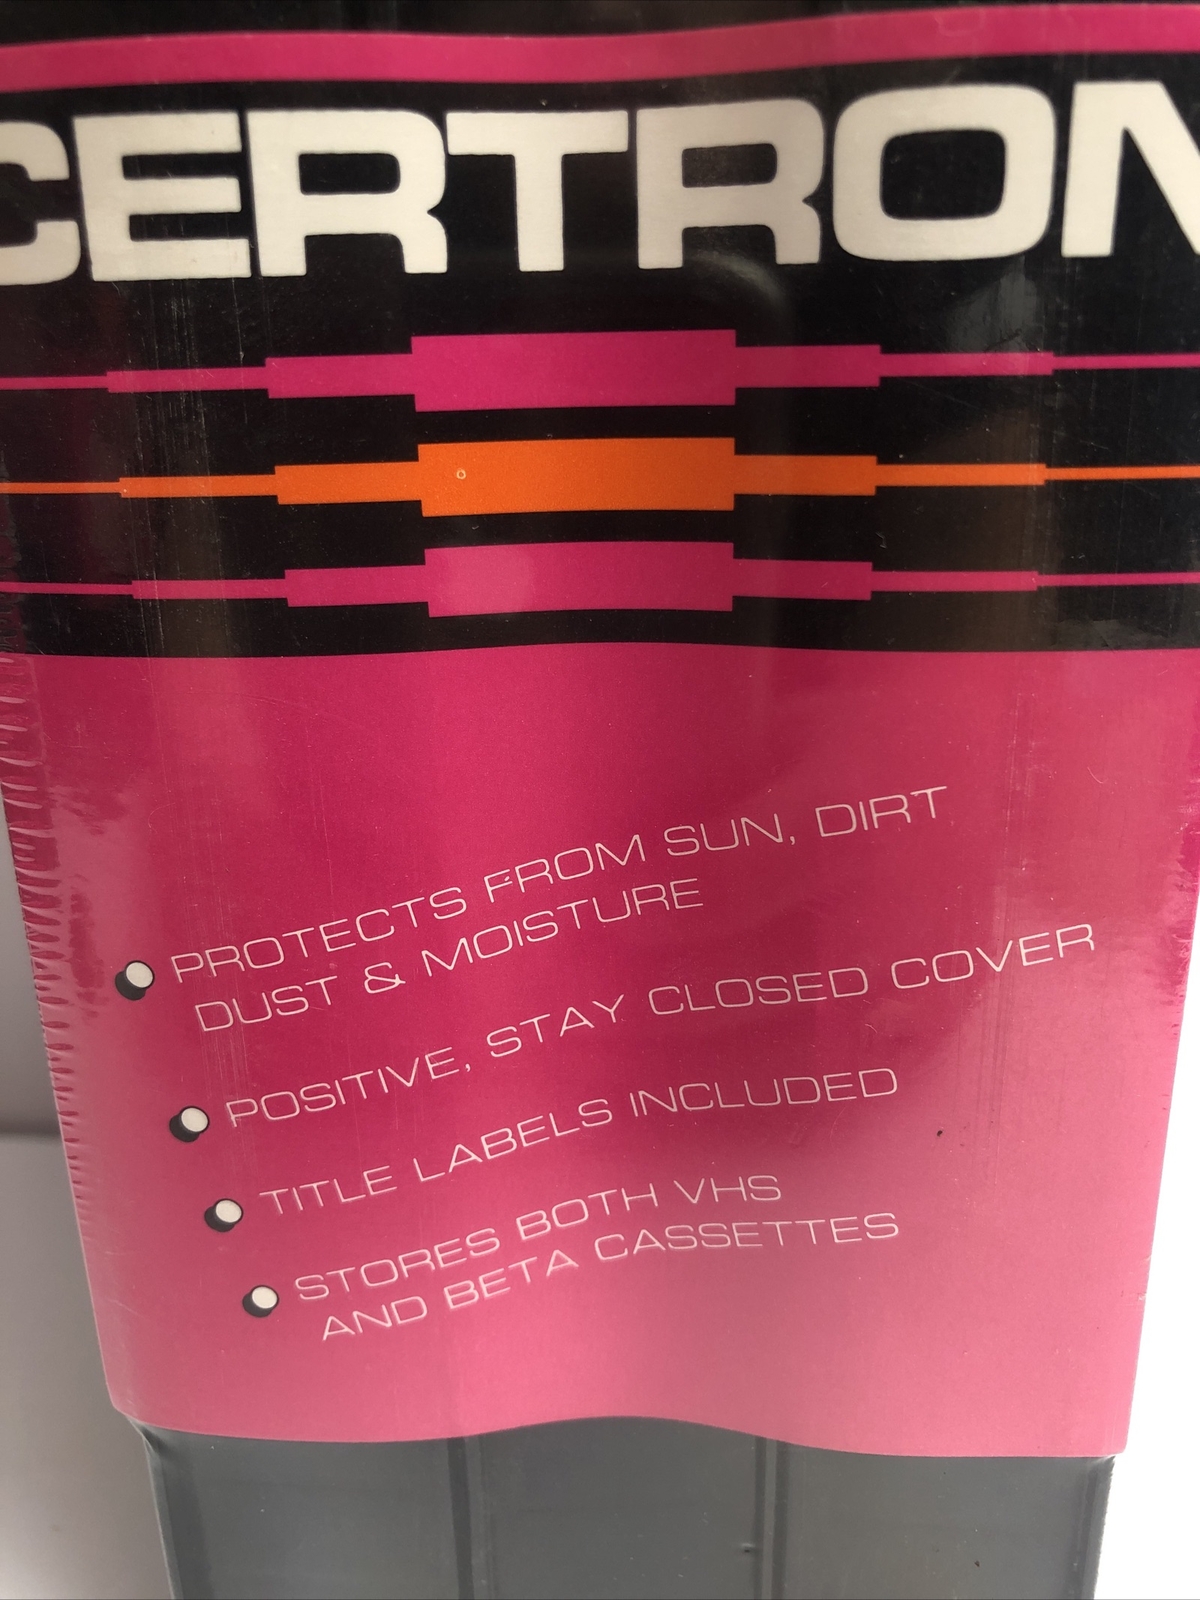 CERTRON
PROTECTS FROM SUN, DIRT
DUST & MOISTURE
POSITIVE, STAY CLOSED COVER
TITLE LABELS INCLUDED
STORES BOTH VHS
AND BETA CASSETTES